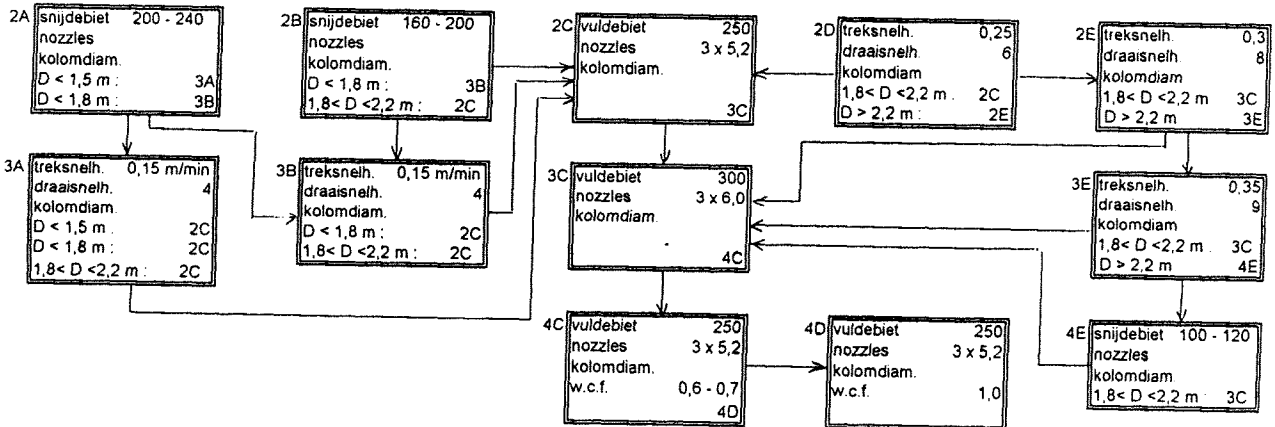 2A
snijdebiet 200 - 240
nozzles
kolomdiam.
D < 1,5 m : 3A
D < 1,8 m : 3B
2B
snijdebiet 160 - 200
nozzles
kolomdiam.
D < 1,8 m : 3B
1,8< D <2,2 m : 2C
2C
vuldebiet 250
nozzles 3 x 5,2
kolomdiam.
3C
2D
treksnelh. 0,25
draaisnelh. 6
kolomdiam
1,8< D <2,2 m . 2C
D > 2,2 m : 2E
2E
treksnelh. 0,3
draaisnelh. 8
kolomdiam
1,8< D <2,2 m 3C
D > 2,2 m 3E
3A
treksnelh. 0,15 m/min
draaisnelh. 4
kolomdiam.
D < 1,5 m . 2C
D < 1,8 m : 2C
1,8< D <2,2 m : 2C
3B
treksnelh. 0,15 m/min
draaisnelh. 4
kolomdiam.
D < 1,8 m : 2C
1,8< D <2,2 m : 2C
3C
vuldebiet 300
nozzles 3 x 6,0
kolomdiam.
4C
3E
treksnelh. 0,35
draaisnelh 9
kolomdiam
1,8< D <2,2 m . 3C
D > 2,2 m 4E
4C
vuldebiet 250
nozzles 3 x 5,2
kolomdiam.
w.c.f. 0,6 - 0,7
4D
4D
vuldebiet 250
nozzles 3 x 5,2
kolomdiam.
w.c.f. 1,0
4E
snijdebiet 100 - 120
nozzles
kolomdiam.
1,8< D <2,2 m : 3C